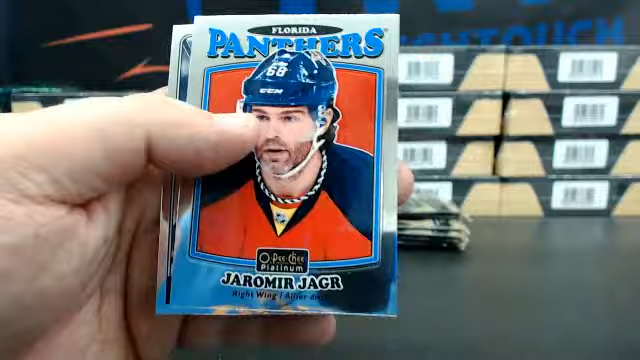 FLORIDA
PANTHERS
68
CCM
O-Pee-Chee
Platinum
JAROMIR JAGR
Right Wing | Ailier droit